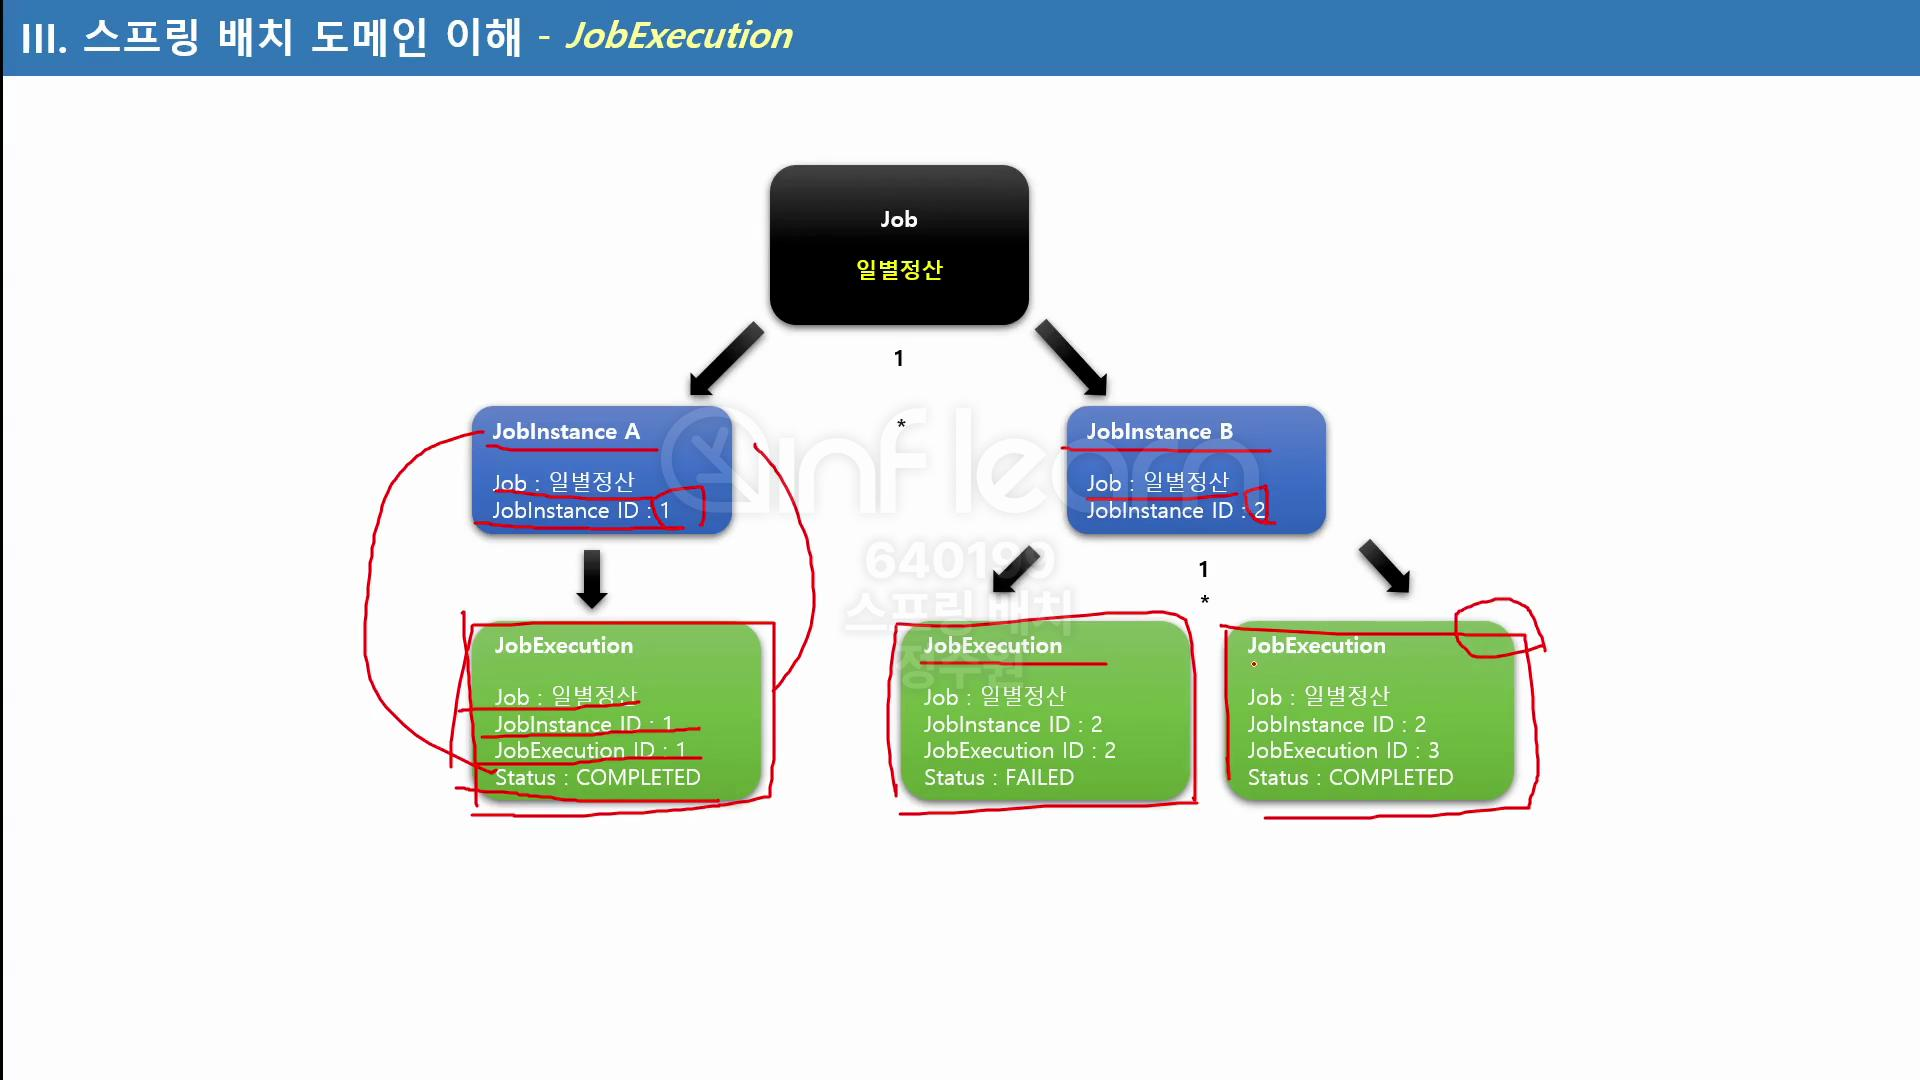 III. 스프링 배치 도메인 이해 - JobExecution
Job
일별정산
1
*
JobInstance A
Job : 일별정산
JobInstance ID : 1
JobInstance B
Job : 일별정산
JobInstance ID : 2
inflearn
640199
스프링 배치
정수원
1
*
JobExecution
Job : 일별정산
JobInstance ID : 1
JobExecution ID : 1
Status : COMPLETED
JobExecution
Job : 일별정산
JobInstance ID : 2
JobExecution ID : 2
Status : FAILED
JobExecution
Job : 일별정산
JobInstance ID : 2
JobExecution ID : 3
Status : COMPLETED